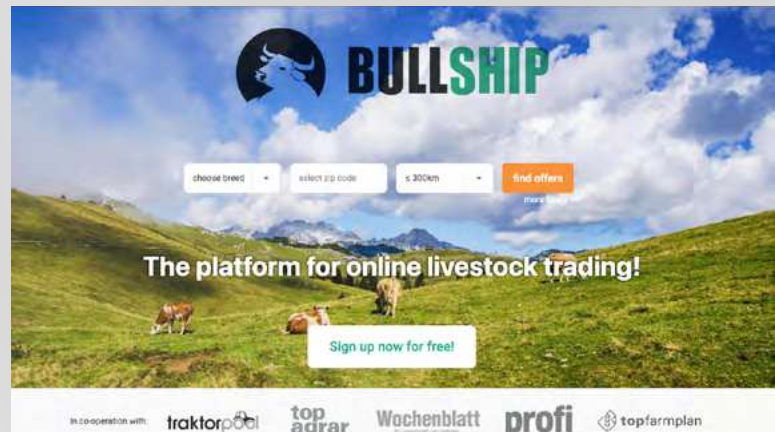 BULLSHIP
choose breed select zip code ≤ 300km find offers
The platform for online livestock trading!
Sign up now for free!
In co-operation with: traktorpool top agrar Wochenblatt profi topfarmplan